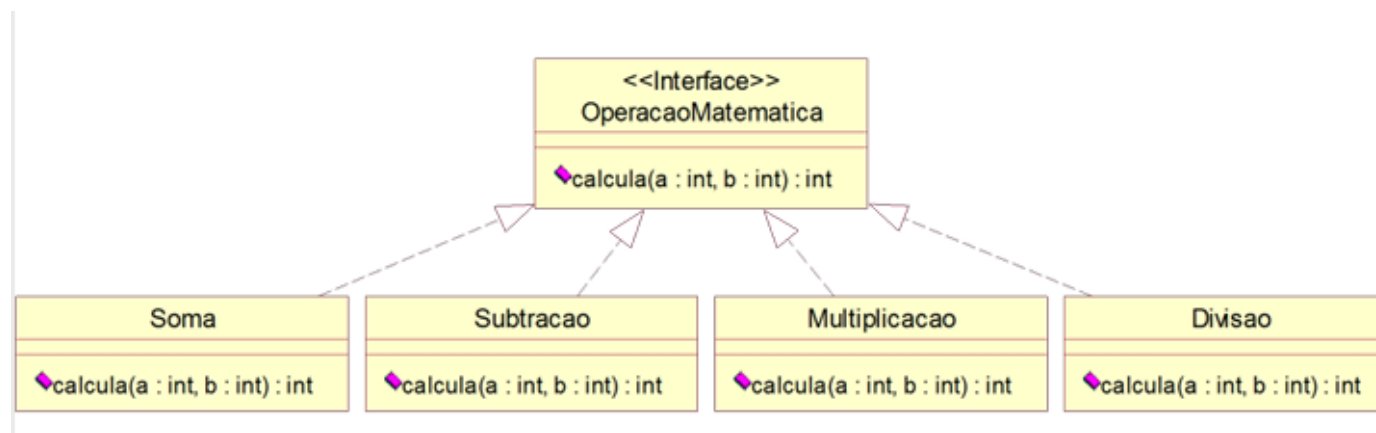 <<Interface>>
OperacaoMatematica
calcula(a : int, b : int) : int
Soma
calcula(a : int, b : int) : int
Subtracao
calcula(a : int, b : int) : int
Multiplicacao
calcula(a : int, b : int) : int
Divisao
calcula(a : int, b : int) : int